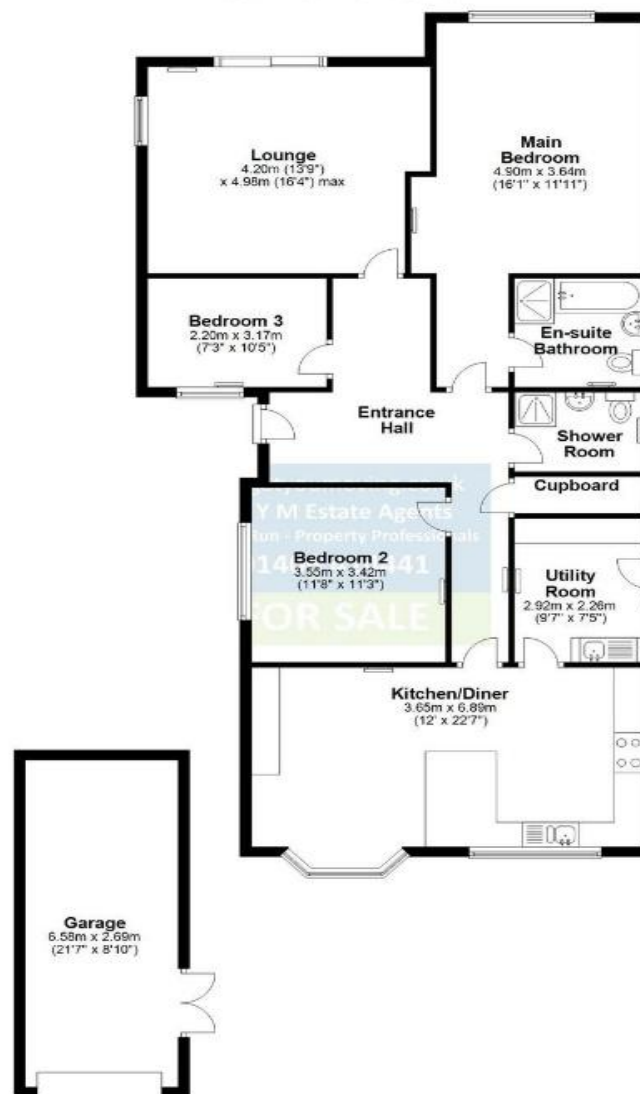 Lounge
4.20m (13'9")
x 4.98m (16'4") max
Main
Bedroom
4.90m x 3.64m
(16'1" x 11'11")
Bedroom 3
2.20m x 3.17m
(7'3" x 10'5")
En-suite
Bathroom
Entrance
Hall
Shower
Room
Cupboard
Y M Estate Agents
- Property Professionals
Bedroom 2
3.55m x 3.42m
(11'8" x 11'3")
FOR SALE
Utility
Room
2.92m x 2.26m
(9'7" x 7'5")
Kitchen/Diner
3.65m x 6.89m
(12' x 22'7")
Garage
6.58m x 2.69m
(21'7" x 8'10")